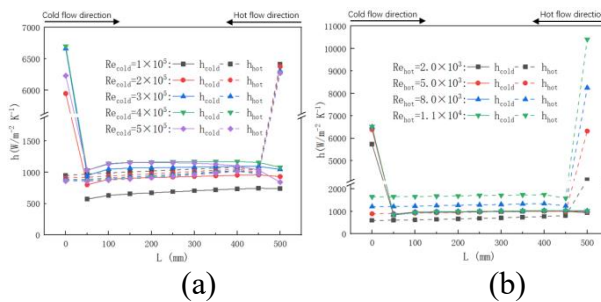 Cold flow direction
Hot flow direction
Cold flow direction
Hot flow direction
7000
6500
6000
1500
1000
500
0
h(W/m⁻² K⁻¹)
Re_cold=1×10⁵: h_cold h_hot
Re_cold=2×10⁵: h_cold h_hot
Re_cold=3×10⁵: h_cold h_hot
Re_cold=4×10⁵: h_cold h_hot
Re_cold=5×10⁵: h_cold h_hot
0 100 200 300 400 500
L (mm)
(a)
11000
10000
9000
8000
7000
6000
5000
4000
3000
2000
1000
0
h(W/m⁻² K⁻¹)
Re_hot=2.0×10³: h_cold h_hot
Re_hot=5.0×10³: h_cold h_hot
Re_hot=8.0×10³: h_cold h_hot
Re_hot=1.1×10⁴: h_cold h_hot
0 100 200 300 400 500
L (mm)
(b)